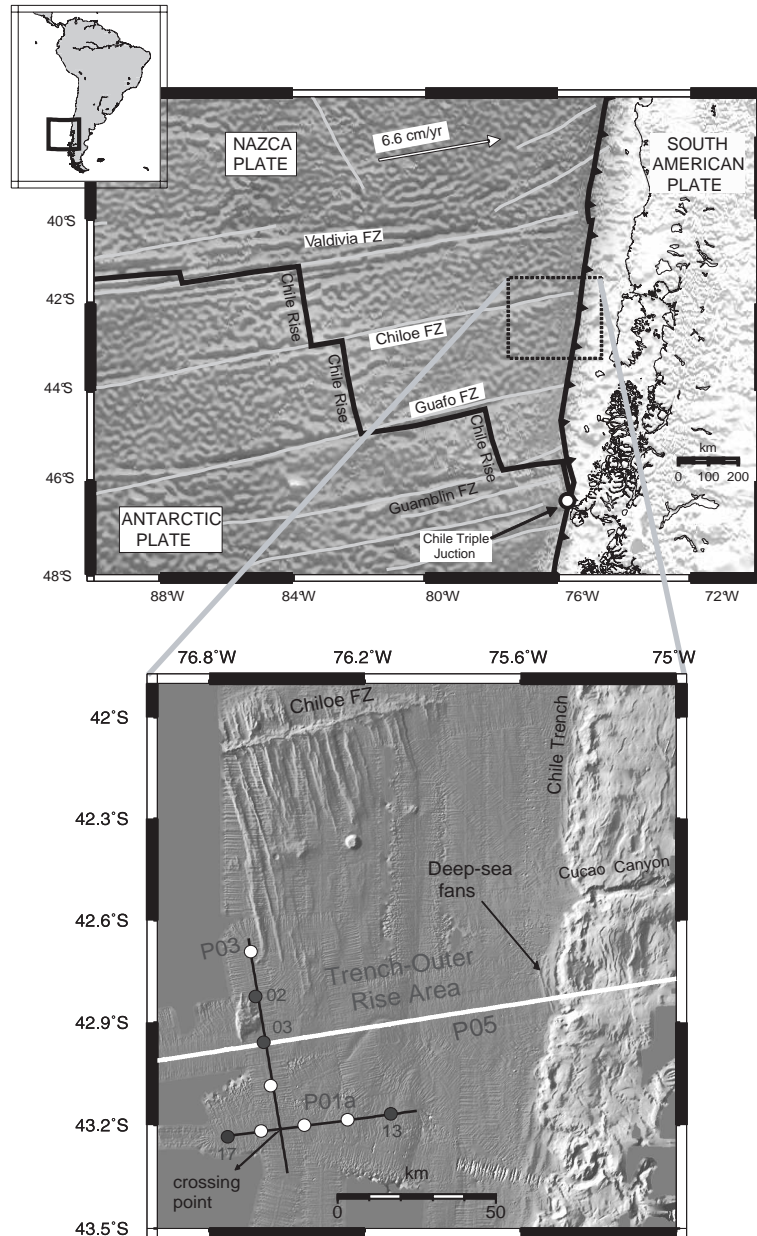 NAZCA
PLATE
6.6 cm/yr
SOUTH
AMERICAN
PLATE
40°S
Valdivia FZ
42°S
Chile Rise
Chiloe FZ
44°S
Chile Rise
Guafo FZ
Chile Rise
km
0 100 200
46°S
Guamblin FZ
ANTARCTIC
PLATE
Chile Triple
Juction
48°S
88°W 84°W 80°W 76°W 72°W
76.8°W 76.2°W 75.6°W 75°W
42°S
Chiloe FZ
Chile Trench
42.3°S
Cucao Canyon
Deep-sea
fans
42.6°S
P03
Trench-Outer
Rise Area
02
42.9°S
03
P05
P01a
43.2°S
17
13
crossing
point
km
0 50
43.5°S